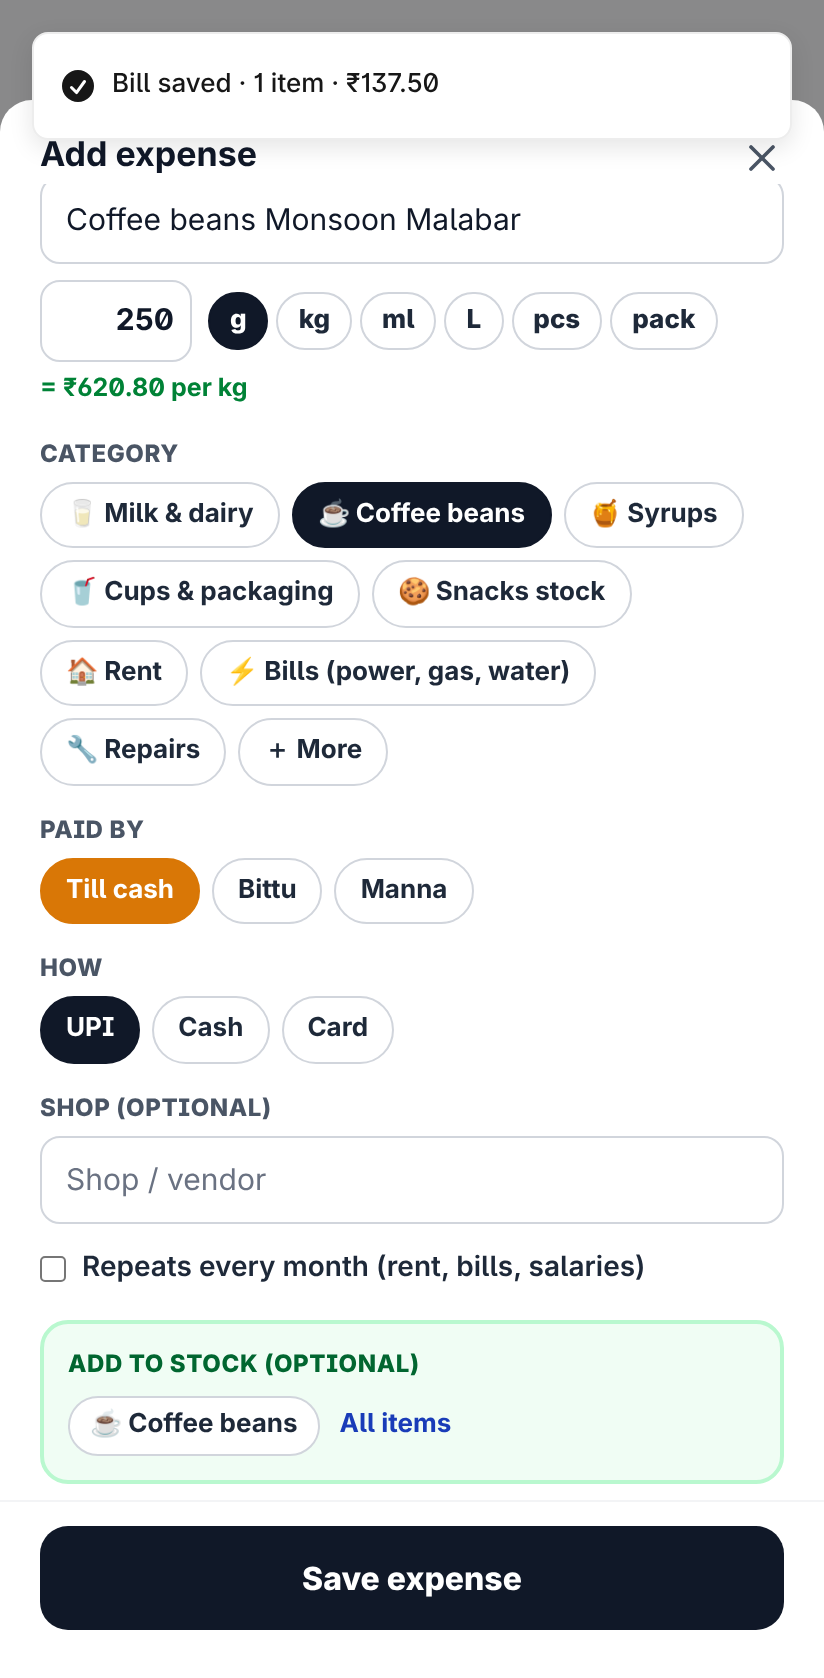 Bill saved · 1 item · ₹137.50
Add expense
Coffee beans Monsoon Malabar
250 g kg ml L pcs pack
= ₹620.80 per kg
CATEGORY
Milk & dairy Coffee beans Syrups
Cups & packaging Snacks stock
Rent Bills (power, gas, water)
Repairs + More
PAID BY
Till cash Bittu Manna
HOW
UPI Cash Card
SHOP (OPTIONAL)
Shop / vendor
Repeats every month (rent, bills, salaries)
ADD TO STOCK (OPTIONAL)
Coffee beans All items
Save expense